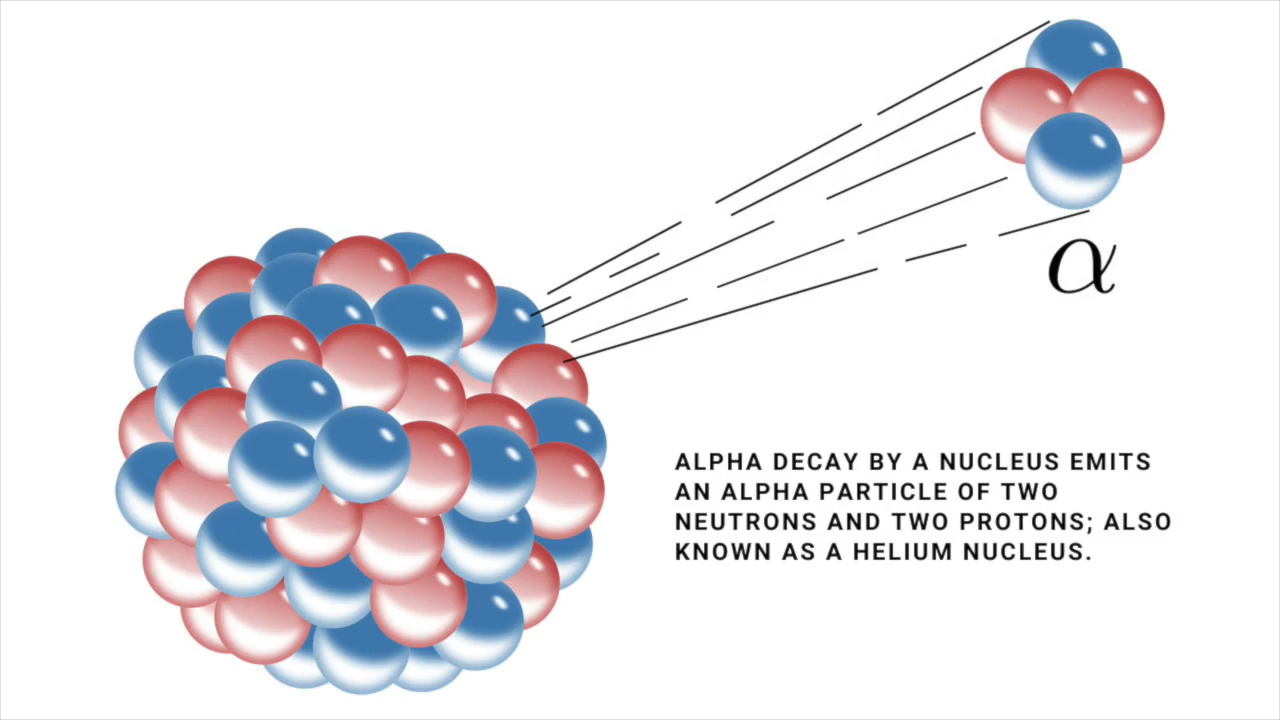 α
ALPHA DECAY BY A NUCLEUS EMITS
AN ALPHA PARTICLE OF TWO
NEUTRONS AND TWO PROTONS; ALSO
KNOWN AS A HELIUM NUCLEUS.